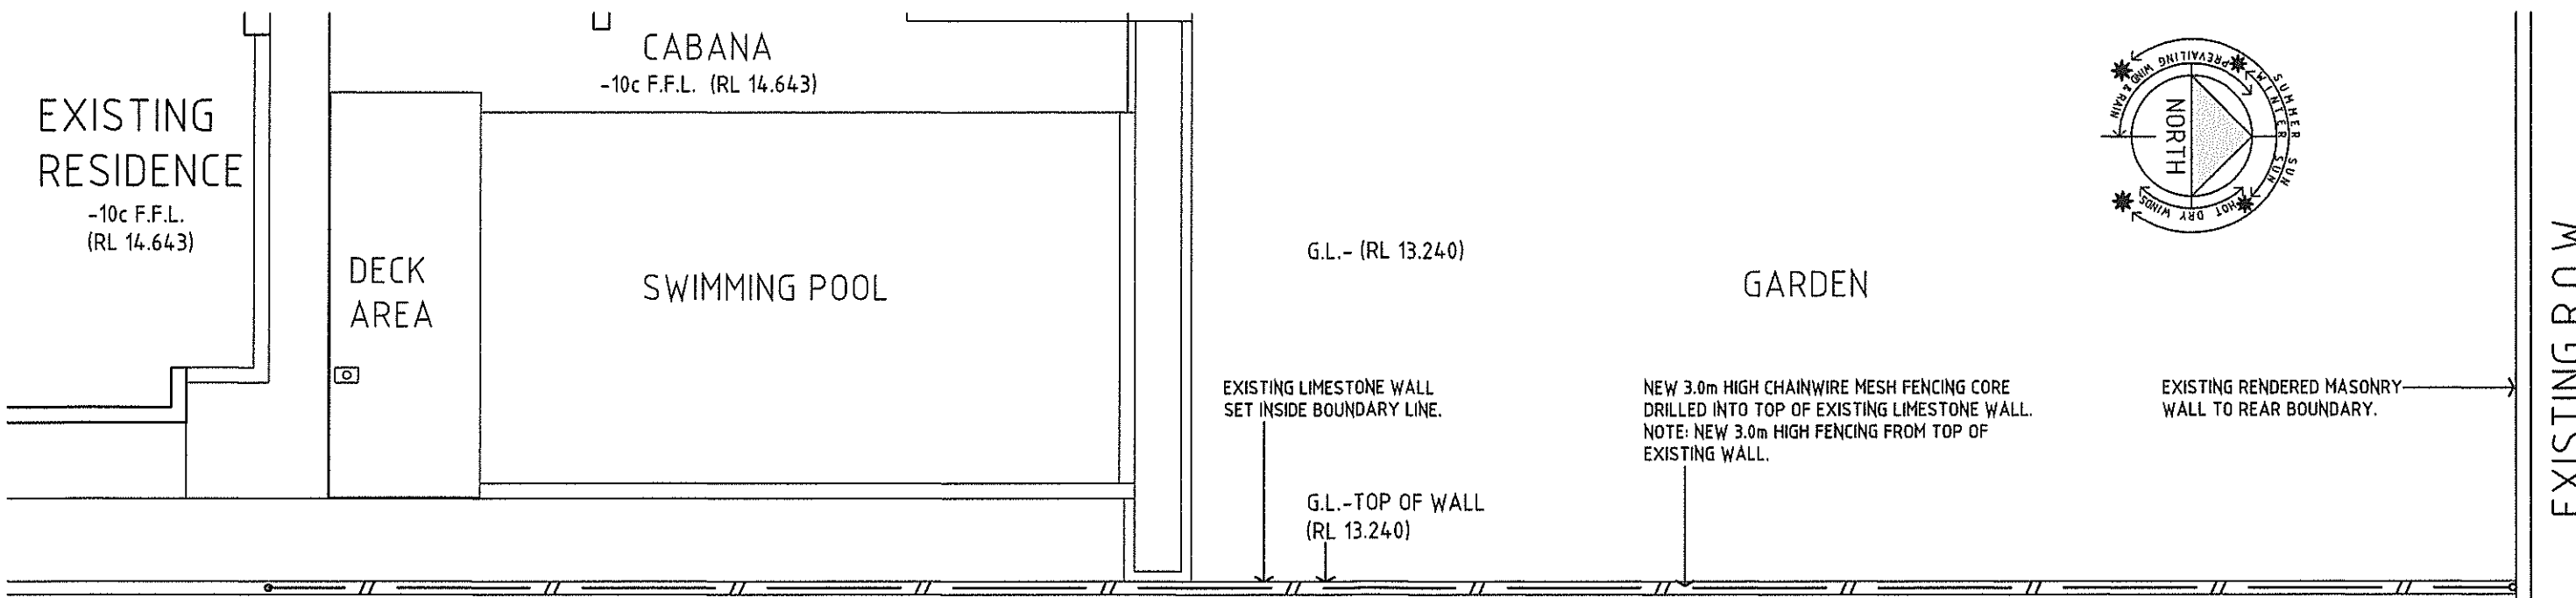 EXISTING
RESIDENCE
-10c F.F.L.
(RL 14.643)
CABANA
-10c F.F.L. (RL 14.643)
DECK
AREA
SWIMMING POOL
G.L.- (RL 13.240)
GARDEN
EXISTING LIMESTONE WALL
SET INSIDE BOUNDARY LINE.
G.L.-TOP OF WALL
(RL 13.240)
NEW 3.0m HIGH CHAINWIRE MESH FENCING CORE
DRILLED INTO TOP OF EXISTING LIMESTONE WALL.
NOTE: NEW 3.0m HIGH FENCING FROM TOP OF
EXISTING WALL.
EXISTING RENDERED MASONRY
WALL TO REAR BOUNDARY.
NORTH
SUMMER SUN
WINTER SUN
PREVAILING WIND & RAIN
HOT DRY WINDS
EXISTING R.O.W